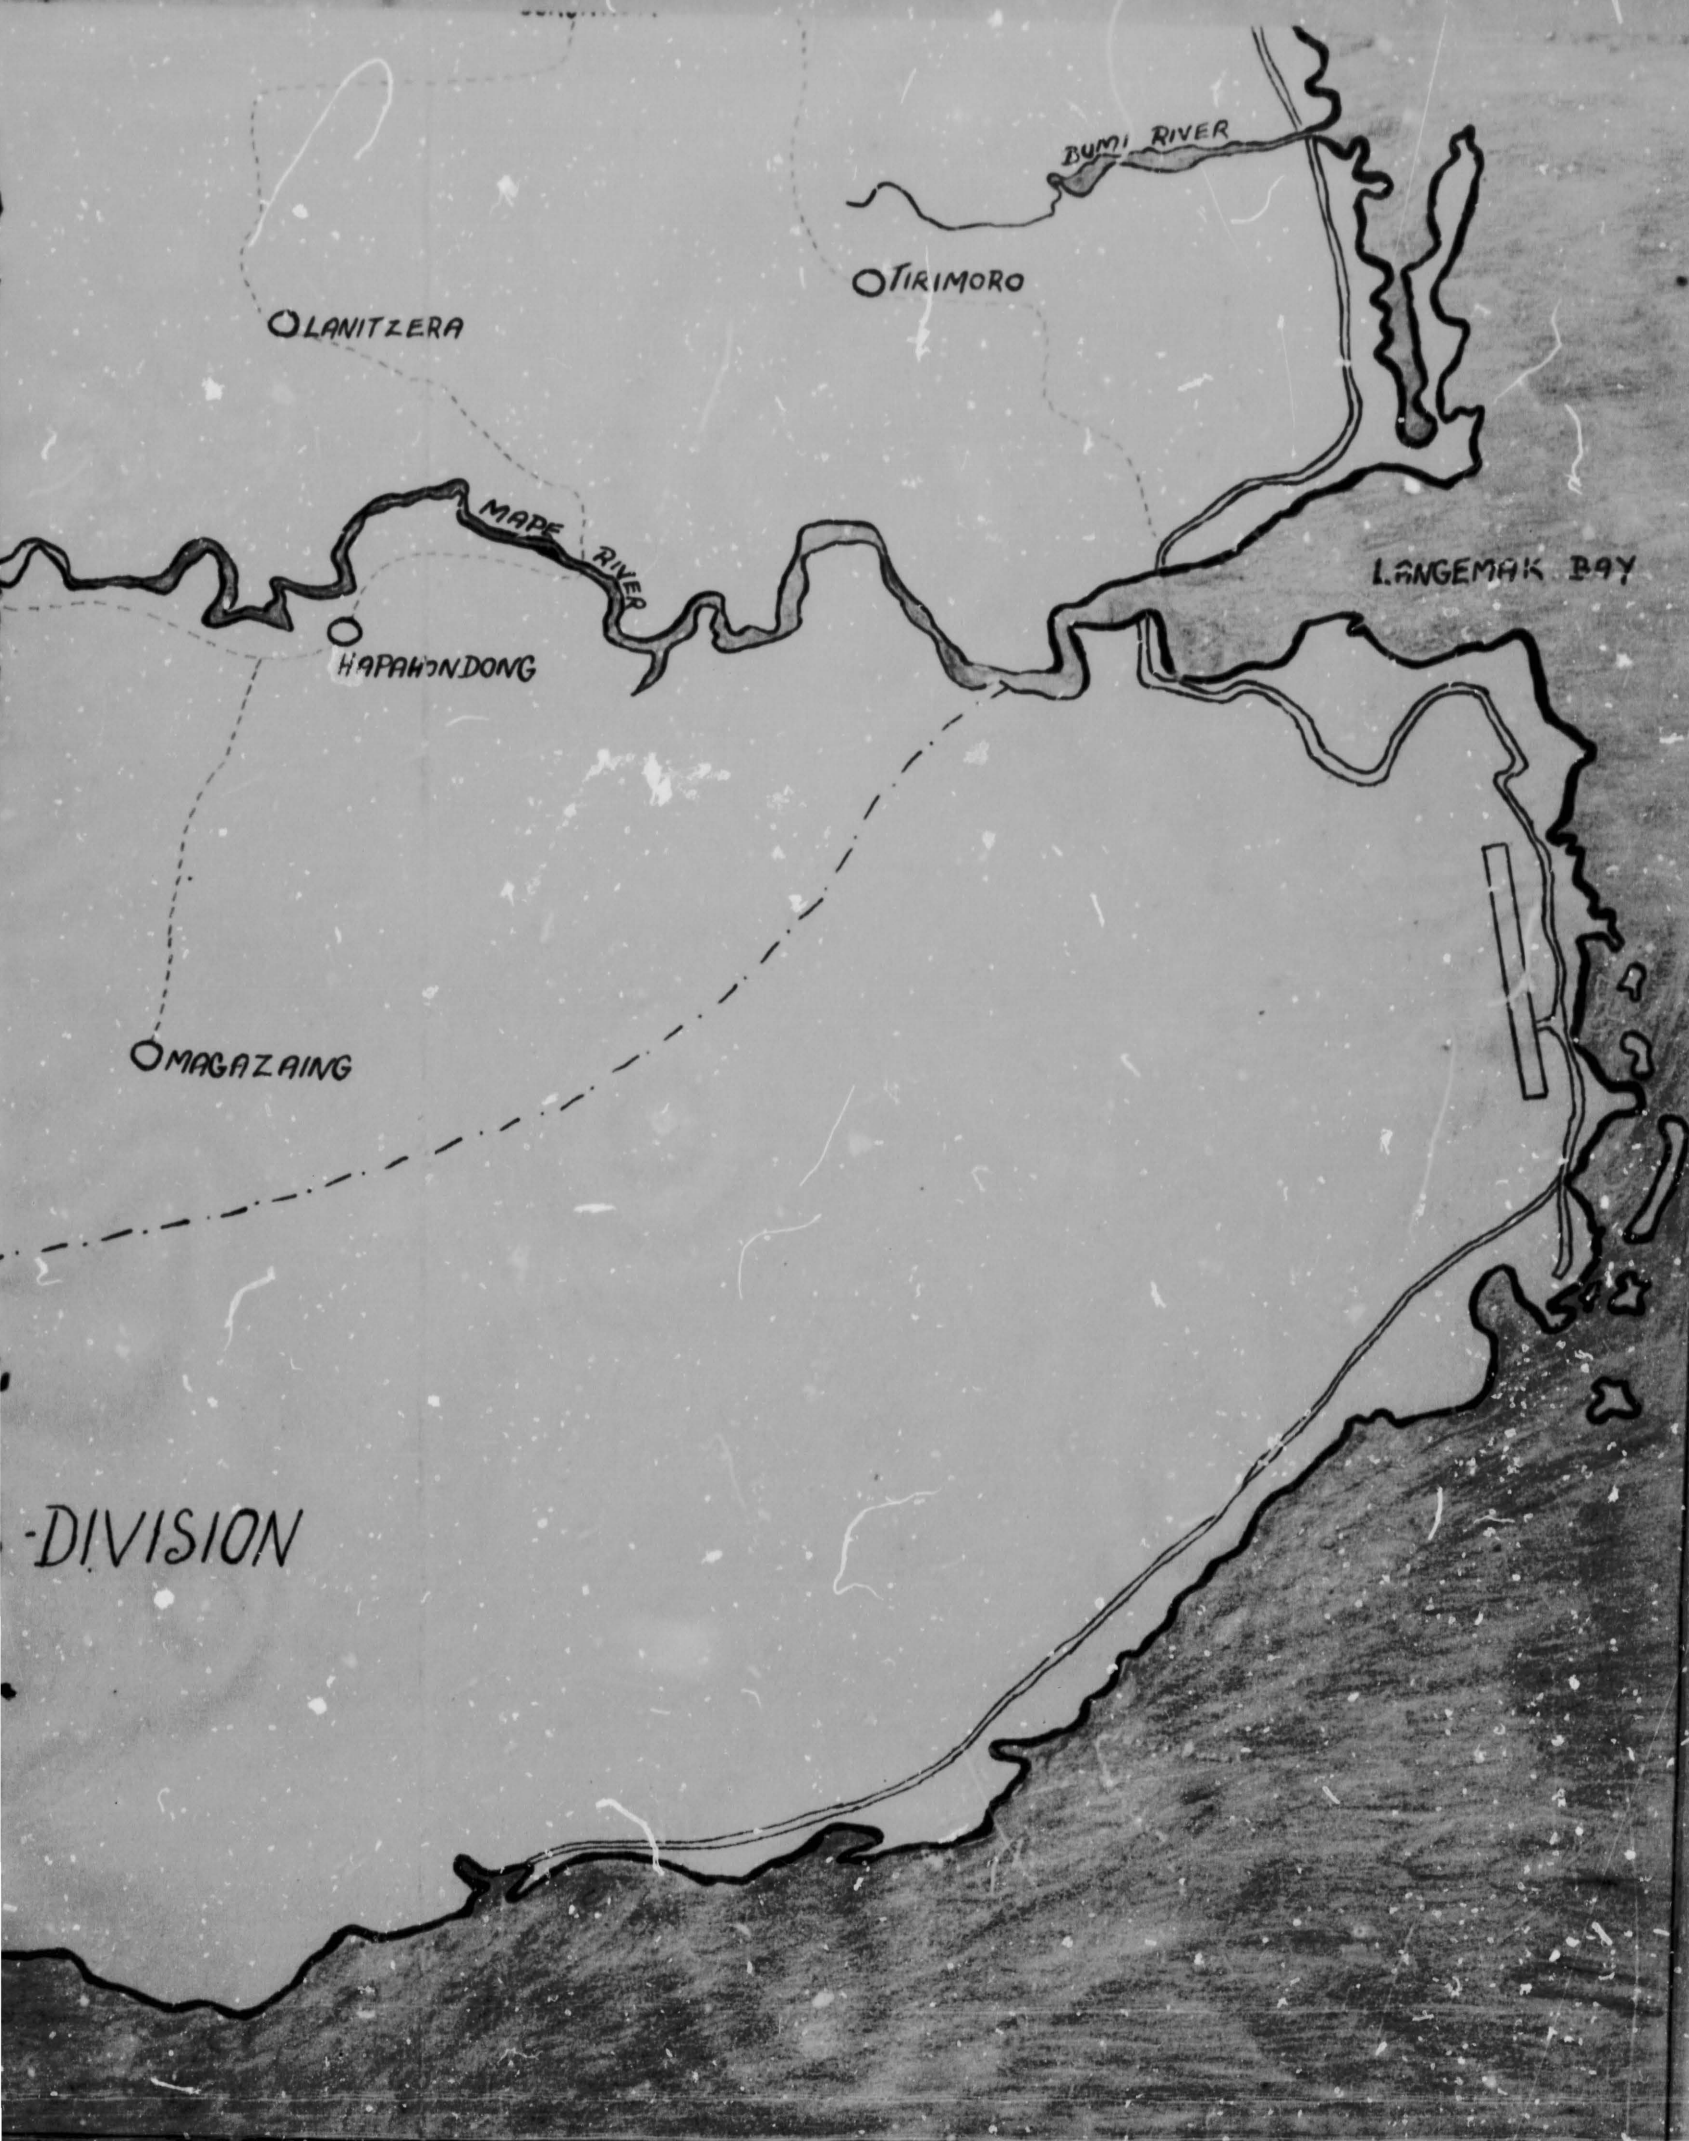 BUMI RIVER
TIRIMORO
LANITZERA
MAPE RIVER
LANGEMAK BAY
HAPAHONDONG
MAGAZAING
-DIVISION